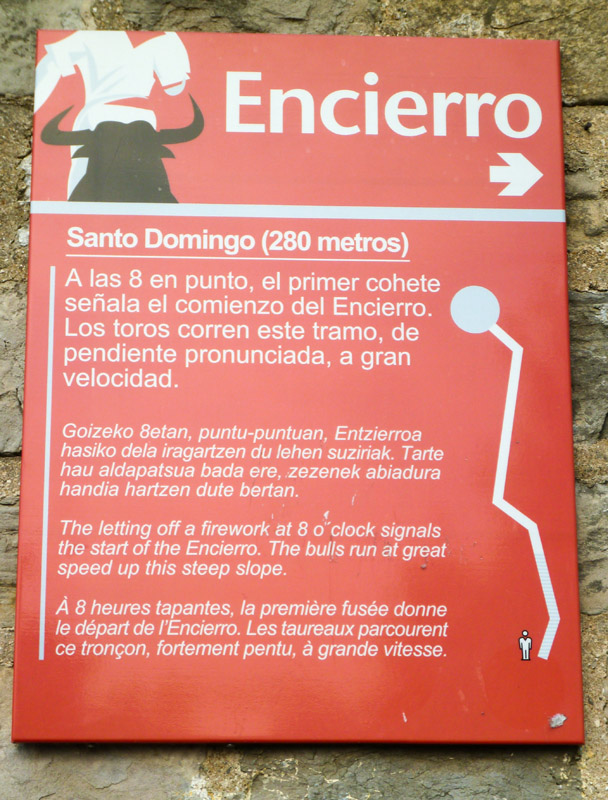 Encierro
Santo Domingo (280 metros)
A las 8 en punto, el primer cohete
señala el comienzo del Encierro.
Los toros corren este tramo, de
pendiente pronunciada, a gran
velocidad.
Goizeko 8etan, puntu-puntuan, Entzierroa
hasiko dela iragartzen du lehen suziriak. Tarte
hau aldapatsua bada ere, zezenek abiadura
handia hartzen dute bertan.
The letting off a firework at 8 o´clock signals
the start of the Encierro. The bulls run at great
speed up this steep slope.
À 8 heures tapantes, la première fusée donne
le départ de l'Encierro. Les taureaux parcourent
ce tronçon, fortement pentu, à grande vitesse.